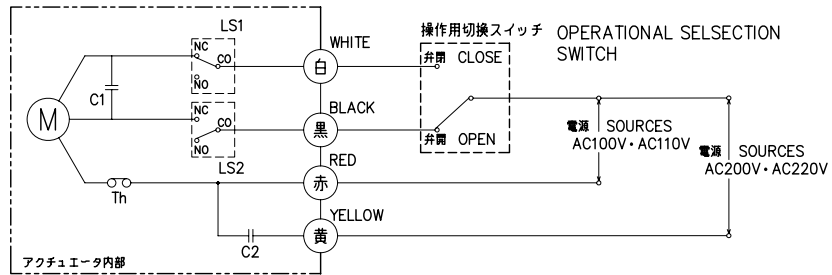 LS1
NC
CO
NO
WHITE
白
操作用切換スイッチ
OPERATIONAL SELSECTION
SWITCH
弁閉 CLOSE
C1
M
NC
CO
NO
LS2
BLACK
黒
弁開 OPEN
電源 SOURCES
AC100V・AC110V
電源 SOURCES
AC200V・AC220V
RED
赤
Th
YELLOW
黄
C2
アクチュエータ内部